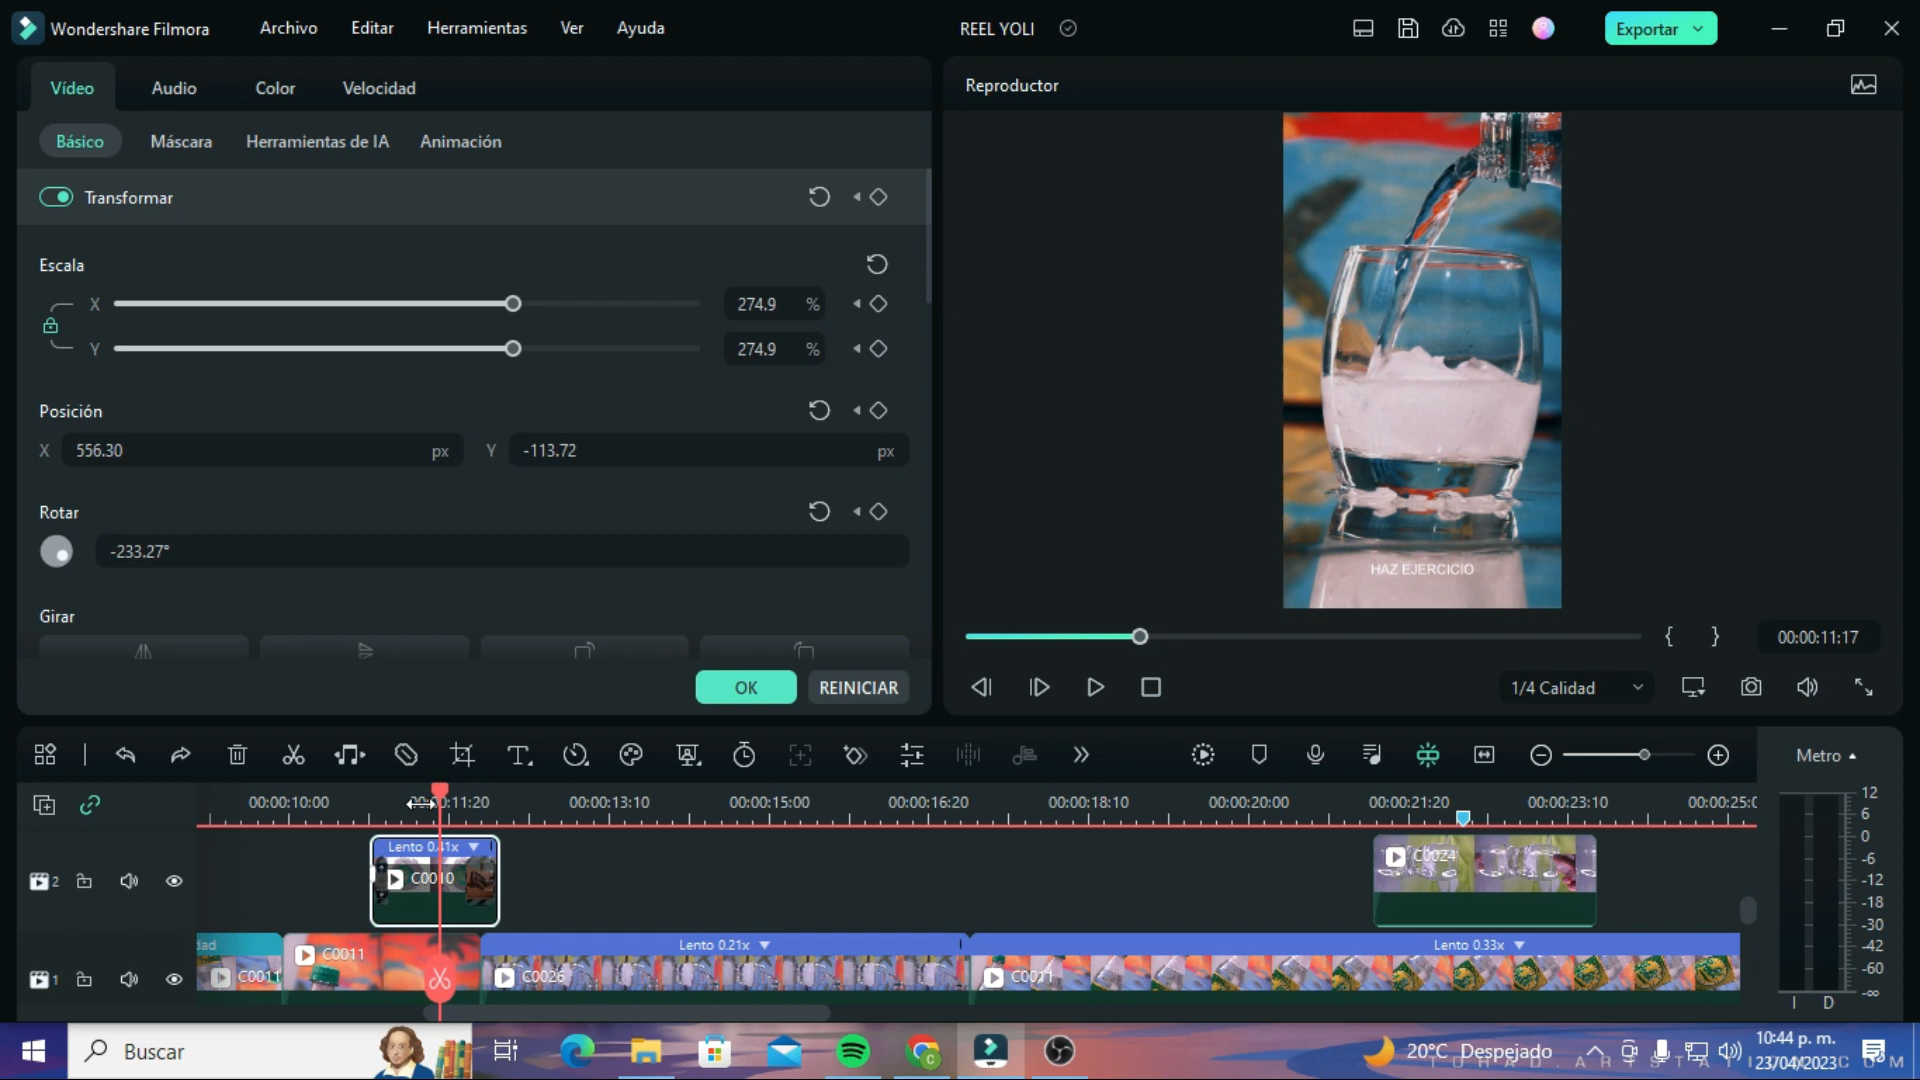 Wondershare Filmora
Archivo
Editar
Herramientas
Ver
Ayuda
REEL YOLI
Exportar
Vídeo
Audio
Color
Velocidad
Básico
Máscara
Herramientas de IA
Animación
Transformar
Escala
X
274.9
%
Y
274.9
%
Posición
X
556.30
px
Y
-113.72
px
Rotar
-233.27°
Girar
OK
REINICIAR
Reproductor
HAZ EJERCICIO
{ }
00:00:11:17
1/4 Calidad
Metro
00:00:10:00
:11:20
00:00:13:10
00:00:15:00
00:00:16:20
00:00:18:10
00:00:20:00
00:00:21:20
00:00:23:10
00:00:25:0
12
6
0
-6
-12
-18
-30
-42
-60
-∞
I D
2
Lento 0.41x
C0010
C0024
1
dad
C0011
C0011
Lento 0.21x
C0026
C0011
Lento 0.33x
Buscar
20°C Despejado
10:44 p. m.
23/04/2023